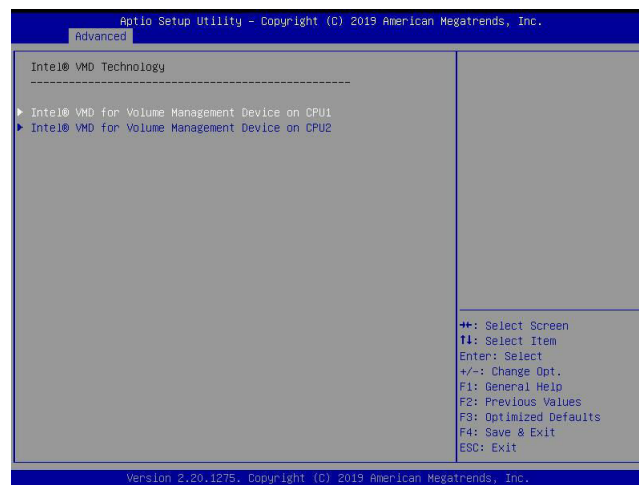 Aptio Setup Utility – Copyright (C) 2019 American Megatrends, Inc.
Advanced
Intel® VMD Technology
--------------------------------------------------
Intel® VMD for Volume Management Device on CPU1
Intel® VMD for Volume Management Device on CPU2
→←: Select Screen
↑↓: Select Item
Enter: Select
+/-: Change Opt.
F1: General Help
F2: Previous Values
F3: Optimized Defaults
F4: Save & Exit
ESC: Exit
Version 2.20.1275. Copyright (C) 2019 American Megatrends, Inc.